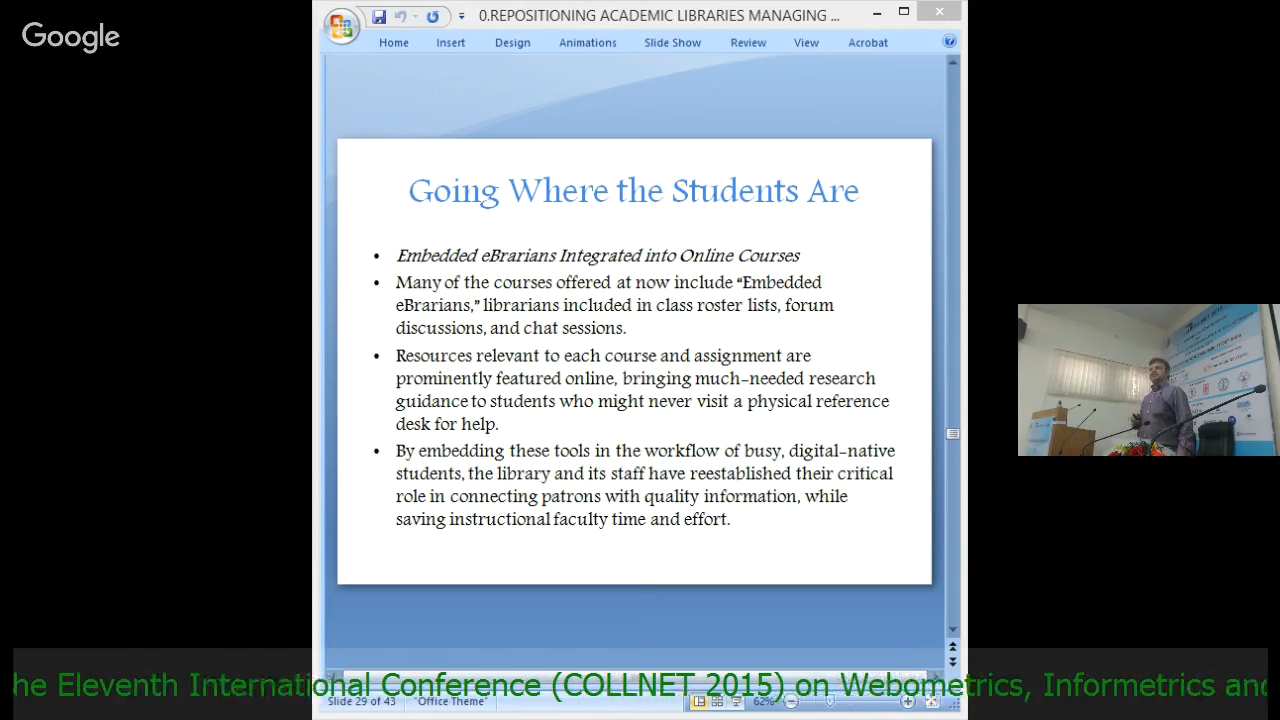 Google
0.REPOSITIONING ACADEMIC LIBRARIES MANAGING ...
Home Insert Design Animations Slide Show Review View Acrobat
Going Where the Students Are
• Embedded eBrarians Integrated into Online Courses
• Many of the courses offered at now include “Embedded
eBrarians,” librarians included in class roster lists, forum
discussions, and chat sessions.
• Resources relevant to each course and assignment are
prominently featured online, bringing much-needed research
guidance to students who might never visit a physical reference
desk for help.
• By embedding these tools in the workflow of busy, digital-native
students, the library and its staff have reestablished their critical
role in connecting patrons with quality information, while
saving instructional faculty time and effort.
he Eleventh International Conference (COLLNET 2015) on Webometrics, Informetrics and
Slide 29 of 43 "Office Theme" 62%